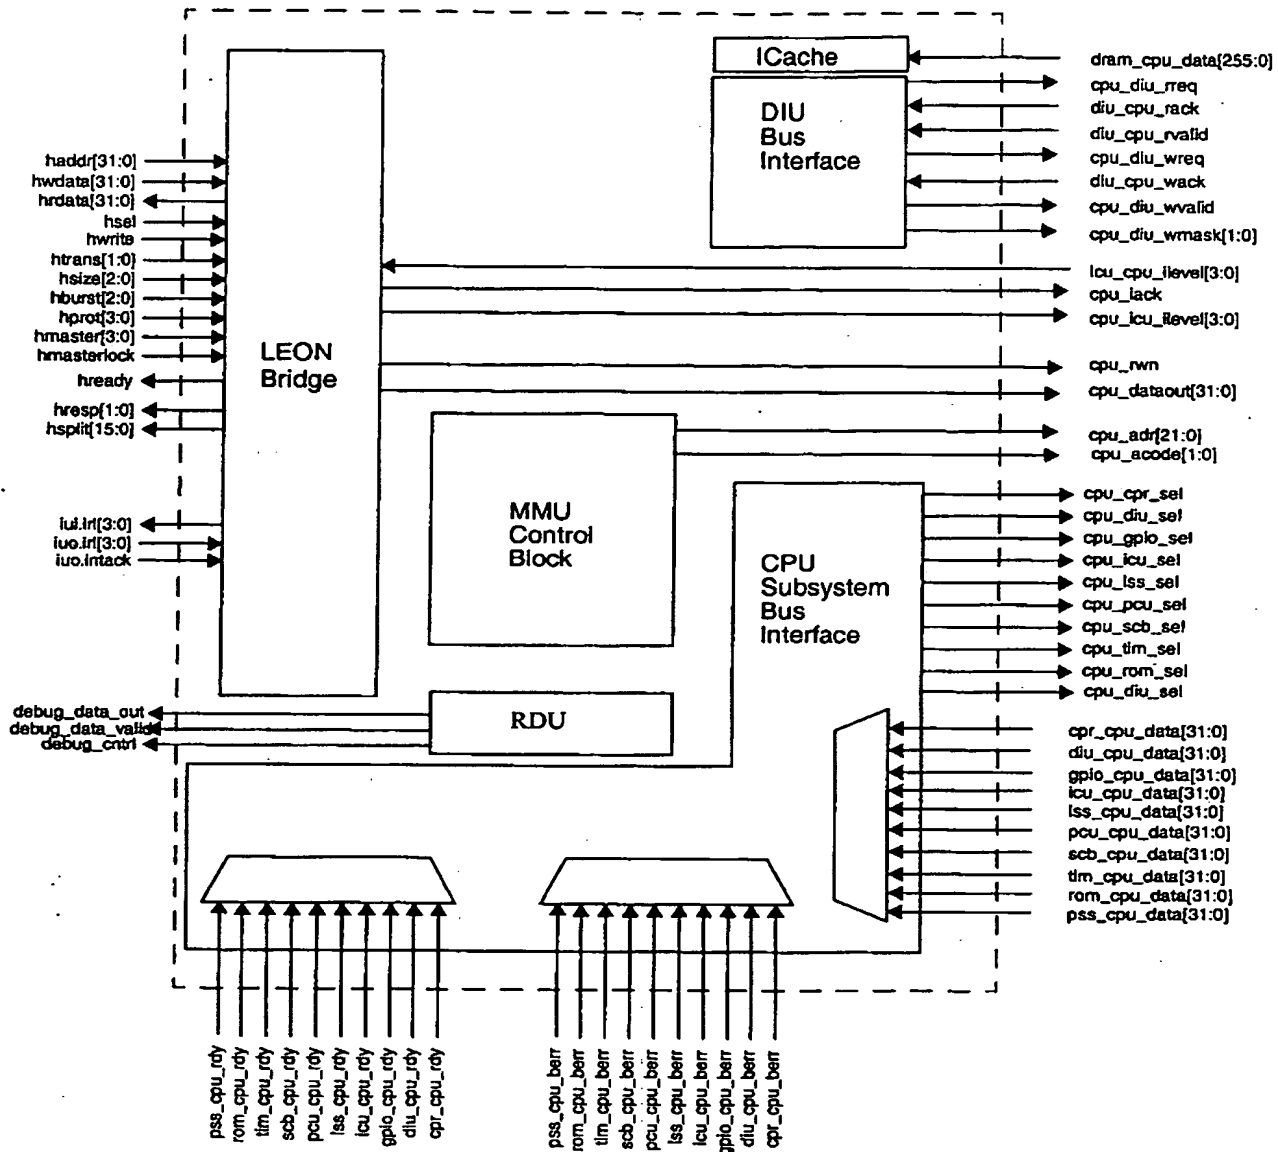 haddr[31:0]
hwdata[31:0]
hrdata[31:0]
hsel
hwrite
htrans[1:0]
hsize[2:0]
hburst[2:0]
hprot[3:0]
hmaster[3:0]
hmasterlock
hready
hresp[1:0]
hsplit[15:0]
iui.irl[3:0]
iuo.irl[3:0]
iuo.intack
debug_data_out
debug_data_valid
debug_cntrl
LEON
Bridge
ICache
DIU
Bus
Interface
MMU
Control
Block
RDU
CPU
Subsystem
Bus
Interface
dram_cpu_data[255:0]
cpu_diu_rreq
diu_cpu_rack
diu_cpu_rvalid
cpu_diu_wreq
diu_cpu_wack
cpu_diu_wvalid
cpu_diu_wmask[1:0]
icu_cpu_ilevel[3:0]
cpu_iack
cpu_icu_ilevel[3:0]
cpu_rwn
cpu_dataout[31:0]
cpu_adr[21:0]
cpu_acode[1:0]
cpu_cpr_sel
cpu_diu_sel
cpu_gpio_sel
cpu_icu_sel
cpu_lss_sel
cpu_pcu_sel
cpu_scb_sel
cpu_tim_sel
cpu_rom_sel
cpu_diu_sel
cpr_cpu_data[31:0]
diu_cpu_data[31:0]
gpio_cpu_data[31:0]
icu_cpu_data[31:0]
lss_cpu_data[31:0]
pcu_cpu_data[31:0]
scb_cpu_data[31:0]
tim_cpu_data[31:0]
rom_cpu_data[31:0]
pss_cpu_data[31:0]
pss_cpu_rdy
rom_cpu_rdy
tim_cpu_rdy
scb_cpu_rdy
pcu_cpu_rdy
lss_cpu_rdy
icu_cpu_rdy
gpio_cpu_rdy
diu_cpu_rdy
cpr_cpu_rdy
pss_cpu_berr
rom_cpu_berr
tim_cpu_berr
scb_cpu_berr
pcu_cpu_berr
lss_cpu_berr
icu_cpu_berr
gpio_cpu_berr
diu_cpu_berr
cpr_cpu_berr